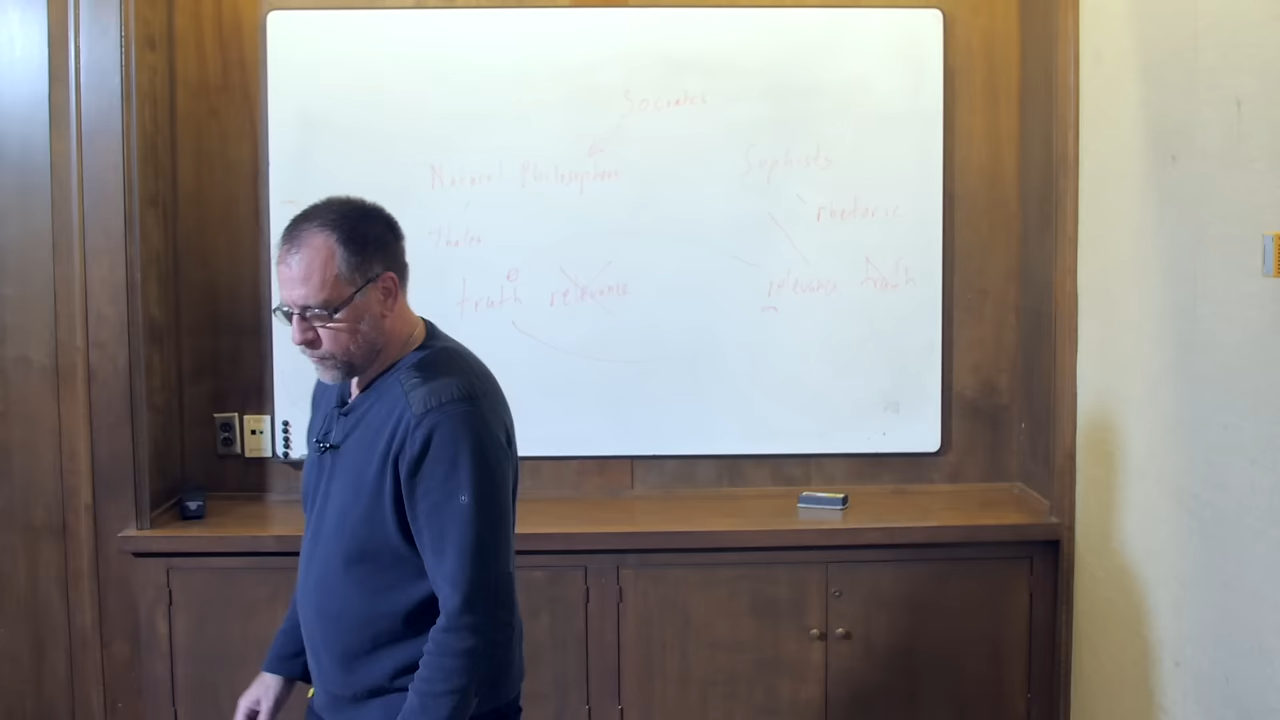 Socrates
Natural Philosophers
Sophists
rhetoric
Thales
truth relevance
relevance truth